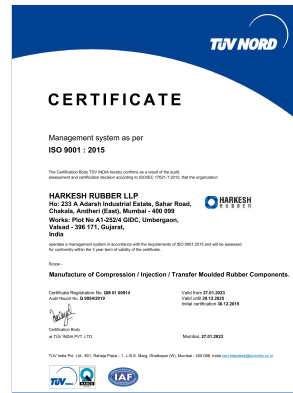 TÜV NORD
CERTIFICATE
Management system as per
ISO 9001 : 2015
The Certification Body TÜV INDIA hereby confirms as a result of the audit,
assessment and certification decision according to ISO/IEC 17021-1:2015, that the organization
HARKESH RUBBER LLP
Ho: 233 A Adarsh Industrial Estate, Sahar Road,
Chakala, Andheri (East), Mumbai - 400 099
Works: Plot No A1-252/4 GIDC, Umbergaon,
Valsad - 396 171, Gujarat,
India
HARKESH
RUBBER
operates a management system in accordance with the requirements of ISO 9001 2015 and will be assessed
for conformity within the 3 year term of validity of the certificate.
Scope -
Manufacture of Compression / Injection / Transfer Moulded Rubber Components.
Certificate Registration No. QM 01 00914
Audit Report No. Q 9954/2019
Valid from 27.01.2023
Valid until 29.12.2025
Initial certification 30.12.2019
Certification Body
at TÜV INDIA PVT. LTD.
Mumbai, 27.01.2023
TÜV India Pvt. Ltd., 801, Raheja Plaza – 1, L.B.S. Marg, Ghatkopar (W), Mumbai - 400 086, India
TÜV
IAF